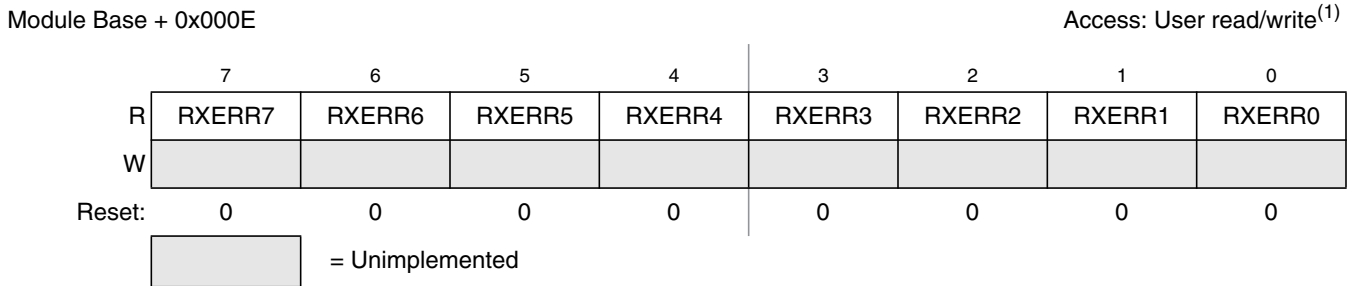 Module Base + 0x000E Access: User read/write(1)
7 6 5 4 3 2 1 0
R RXERR7 RXERR6 RXERR5 RXERR4 RXERR3 RXERR2 RXERR1 RXERR0
W
Reset: 0 0 0 0 0 0 0 0
= Unimplemented